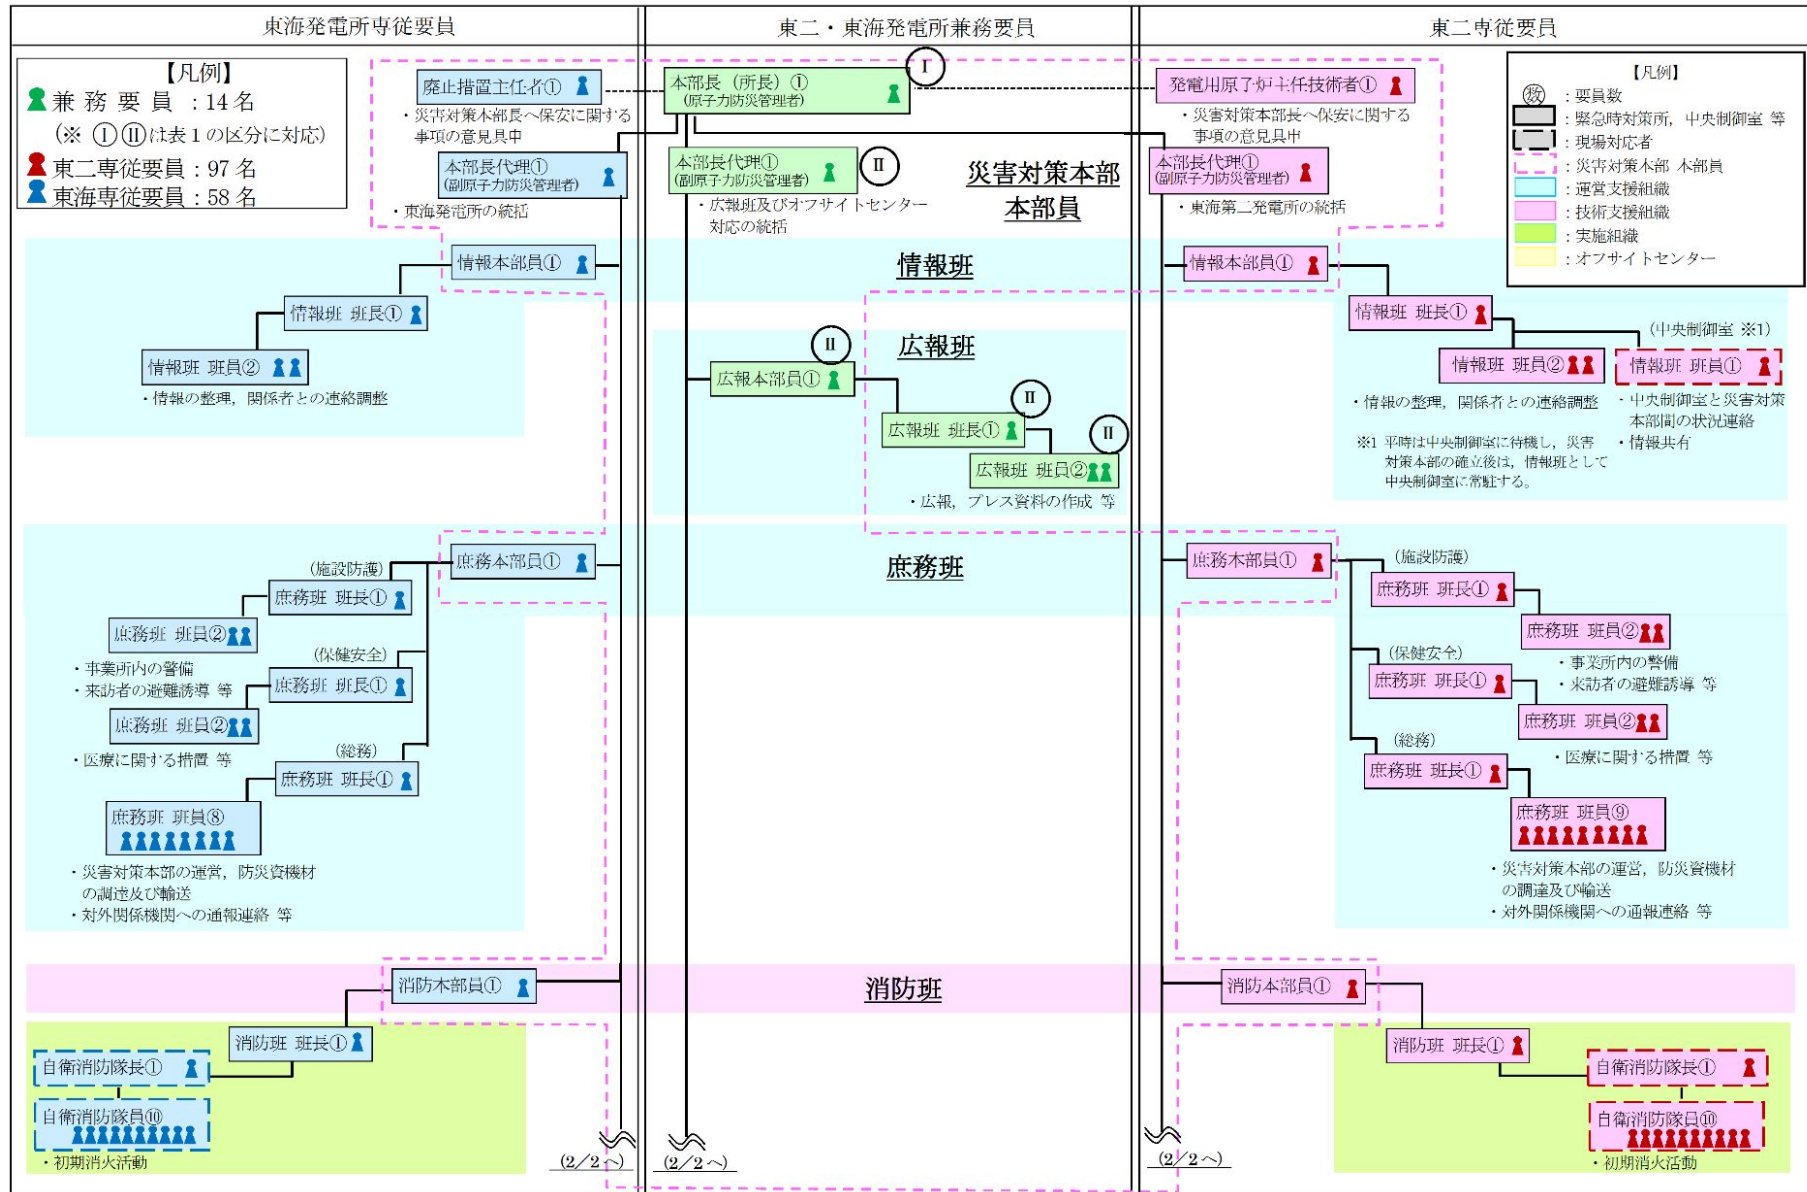 東海発電所専従要員
東二・東海発電所兼務要員
東二専従要員
【凡例】
兼務要員：14名
（※ ⅠⅡは表１の区分に対応）
東二専従要員：97名
東海専従要員：58名
廃止措置主任者①
・災害対策本部長へ保安に関する
事項の意見具申
本部長代理①
(副原子力防災管理者)
・東海発電所の統括
本部長（所長）①
(原子力防災管理者)
Ⅰ
本部長代理①
(副原子力防災管理者)
Ⅱ
・広報班及びオフサイトセンター
対応の統括
災害対策本部
本部員
発電用原子炉主任技術者①
・災害対策本部長へ保安に関する
事項の意見具申
本部長代理①
(副原子力防災管理者)
・東海第二発電所の統括
【凡例】
数：要員数
：緊急時対策所，中央制御室 等
：現場対応者
：災害対策本部 本部員
：運営支援組織
：技術支援組織
：実施組織
：オフサイトセンター
情報班
情報本部員①
情報班 班長①
情報班 班員②
・情報の整理，関係者との連絡調整
情報本部員①
情報班 班長①
(中央制御室 ※1)
情報班 班員②
情報班 班員①
・情報の整理，関係者との連絡調整
・中央制御室と災害対策
本部間の状況連絡
・情報共有
※1 平時は中央制御室に待機し，災害
対策本部の確立後は，情報班として
中央制御室に常駐する。
広報班
Ⅱ
広報本部員①
Ⅱ
広報班 班長①
Ⅱ
広報班 班員②
・広報，プレス資料の作成 等
庶務班
庶務本部員①
(施設防護)
庶務班 班長①
庶務班 班員②
・事業所内の警備
・来訪者の避難誘導 等
(保健安全)
庶務班 班長①
庶務班 班員②
・医療に関する措置 等
(総務)
庶務班 班長①
庶務班 班員⑧
・災害対策本部の運営，防災資機材
の調達及び輸送
・対外関係機関への通報連絡 等
庶務本部員①
(施設防護)
庶務班 班長①
庶務班 班員②
・事業所内の警備
・来訪者の避難誘導 等
(保健安全)
庶務班 班長①
庶務班 班員②
・医療に関する措置 等
(総務)
庶務班 班長①
庶務班 班員⑨
・災害対策本部の運営，防災資機材
の調達及び輸送
・対外関係機関への通報連絡 等
消防班
消防本部員①
消防班 班長①
自衛消防隊長①
自衛消防隊員⑩
・初期消火活動
消防本部員①
消防班 班長①
自衛消防隊長①
自衛消防隊員⑩
・初期消火活動
(2／2へ)
(2／2へ)
(2／2へ)